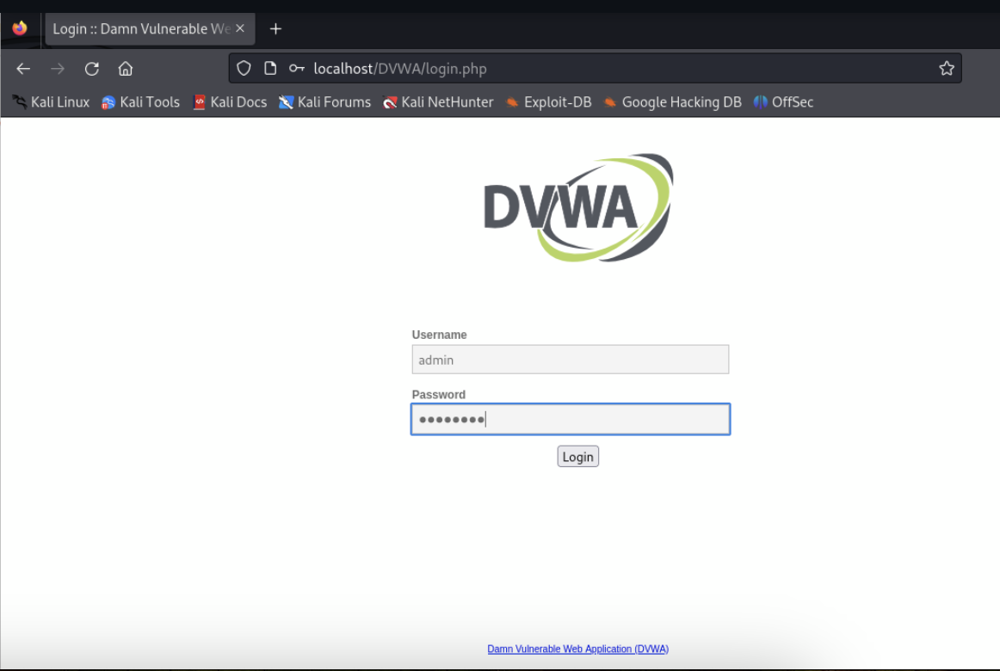 Login :: Damn Vulnerable We
localhost/DVWA/login.php
Kali Linux Kali Tools Kali Docs Kali Forums Kali NetHunter Exploit-DB Google Hacking DB OffSec
DVWA
Username
admin
Password
••••••••
Login
Damn Vulnerable Web Application (DVWA)